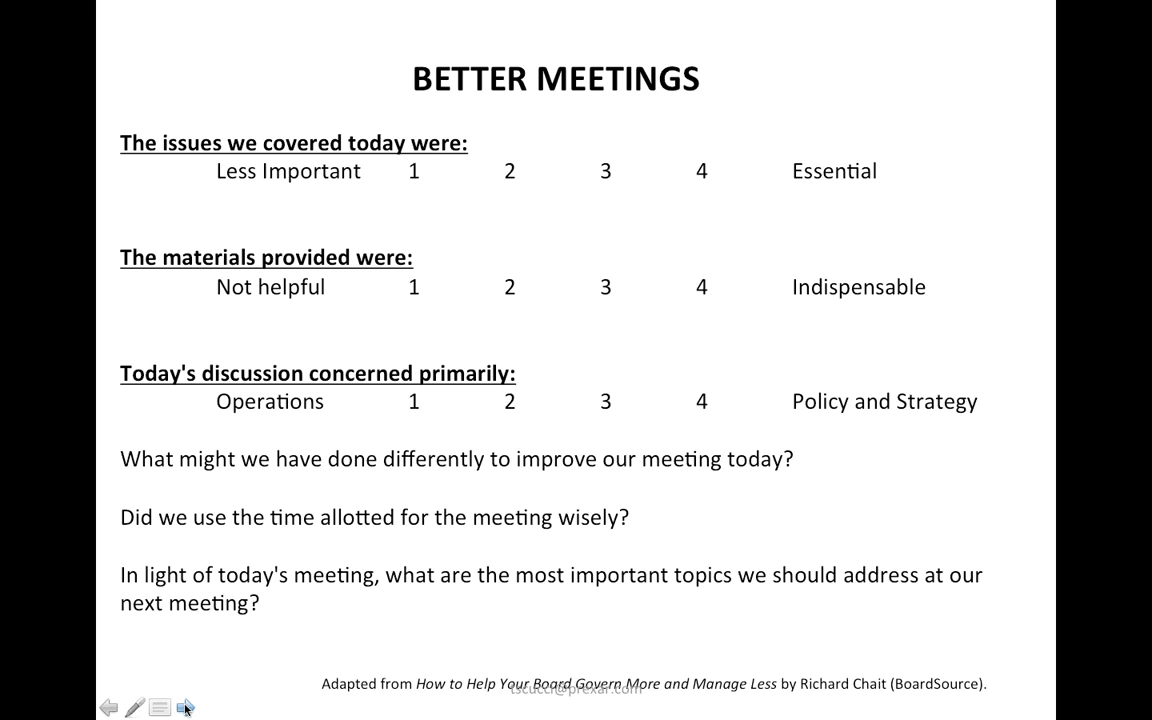 BETTER MEETINGS
The issues we covered today were:
Less Important 1 2 3 4 Essential
The materials provided were:
Not helpful 1 2 3 4 Indispensable
Today's discussion concerned primarily:
Operations 1 2 3 4 Policy and Strategy
What might we have done differently to improve our meeting today?
Did we use the time allotted for the meeting wisely?
In light of today's meeting, what are the most important topics we should address at our
next meeting?
Adapted from How to Help Your Board Govern More and Manage Less by Richard Chait (BoardSource).
tscucci@prexar.com